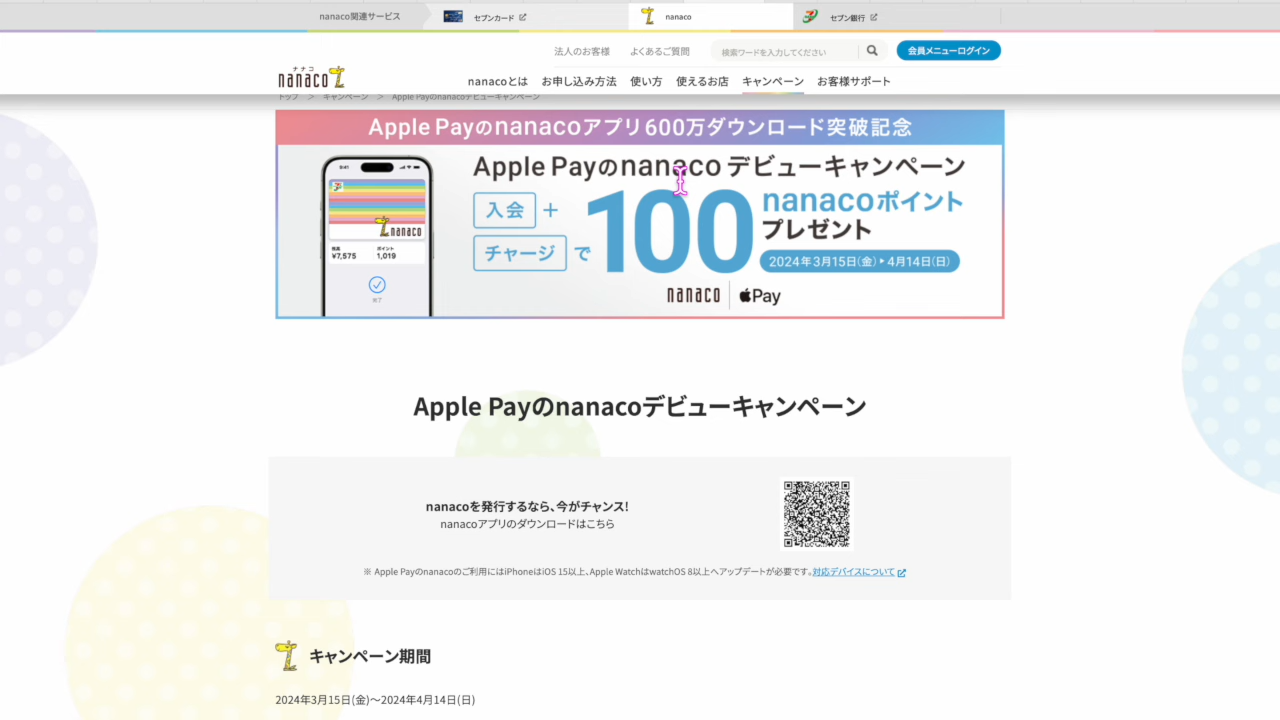 nanaco関連サービス
セブンカード
nanaco
セブン銀行
法人のお客様
よくあるご質問
検索ワードを入力してください
会員メニューログイン
ナナコ
nanaco
nanacoとは
お申し込み方法
使い方
使えるお店
キャンペーン
お客様サポート
トップ > キャンペーン > Apple Payのnanacoデビューキャンペーン
Apple Payのnanacoアプリ600万ダウンロード突破記念
Apple Payのnanaco デビューキャンペーン
入会 +
チャージ で
100
nanacoポイント
プレゼント
2024年3月15日(金)▶4月14日(日)
nanaco
Pay
nanaco
残高
¥7,575
ポイント
1,019
完了
Apple Payのnanacoデビューキャンペーン
nanacoを発行するなら、今がチャンス!
nanacoアプリのダウンロードはこちら
※ Apple Payのnanacoのご利用にはiPhoneはiOS 15以上、Apple WatchはwatchOS 8以上へアップデートが必要です。対応デバイスについて
キャンペーン期間
2024年3月15日(金)～2024年4月14日(日)